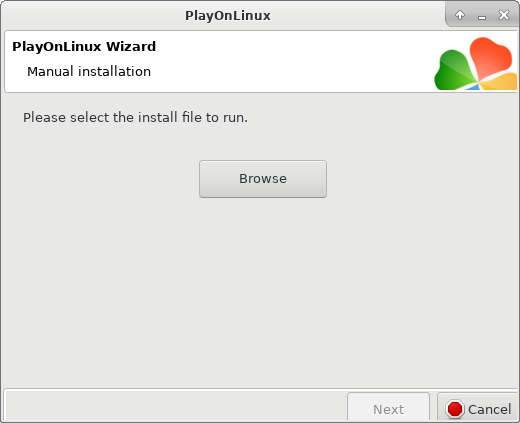 PlayOnLinux
PlayOnLinux Wizard
Manual installation
Please select the install file to run.
Browse
Next
Cancel